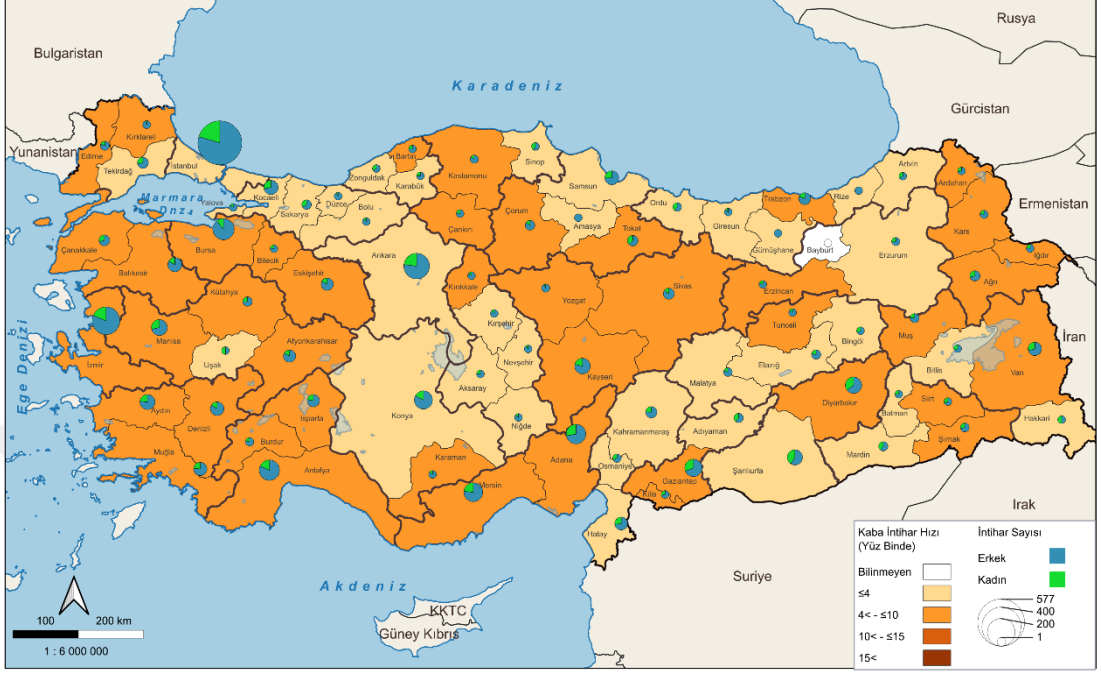 Rusya
Bulgaristan
Karadeniz
Gürcistan
Yunanistan
Kırklareli
Edirne
Tekirdağ
İstanbul
Marmara
Dnz.
Yalova
Kocaeli
Sakarya
Düzce
Bolu
Zonguldak
Bartın
Karabük
Kastamonu
Sinop
Samsun
Ordu
Giresun
Trabzon
Rize
Artvin
Ardahan
Ermenistan
Kars
Iğdır
Çanakkale
Balıkesir
Bursa
Bilecik
Eskişehir
Kütahya
Ankara
Çankırı
Kırıkkale
Çorum
Amasya
Tokat
Yozgat
Sivas
Gümüşhane
Bayburt
Erzurum
Erzincan
Tunceli
Ağrı
Muş
Bingöl
Bitlis
Van
İran
Ege Denizi
İzmir
Manisa
Uşak
Afyonkarahisar
Kırşehir
Nevşehir
Aksaray
Kayseri
Malatya
Elazığ
Diyarbakır
Batman
Siirt
Hakkari
Şırnak
Mardin
Aydın
Denizli
Isparta
Burdur
Muğla
Antalya
Konya
Karaman
Niğde
Mersin
Adana
Kahramanmaraş
Adıyaman
Osmaniye
Gaziantep
Kilis
Şanlıurfa
Hatay
Irak
Suriye
Akdeniz
KKTC
Güney Kıbrıs
100 200 km
1 : 6 000 000
Kaba İntihar Hızı
(Yüz Binde)
Bilinmeyen
≤4
4< - ≤10
10< - ≤15
15<
İntihar Sayısı
Erkek
Kadın
577
400
200
1